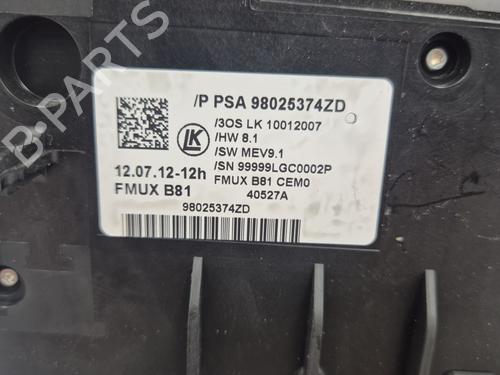 B-PARTS
/P PSA 98025374ZD
/3OS LK 10012007
/HW 8.1
/SW MEV9.1
/SN 99999LGC0002P
FMUX B81 CEM0
40527A
LK
12.07.12-12h
FMUX B81
98025374ZD